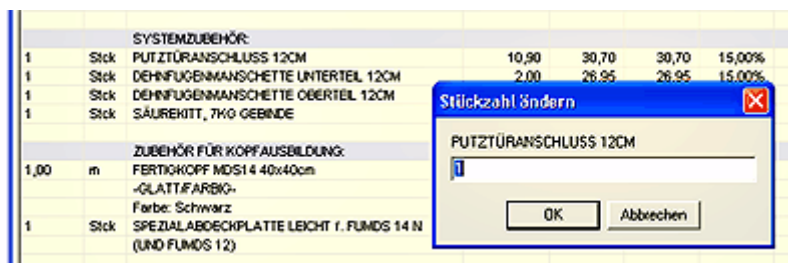 SYSTEMZUBEHÖR:
1 Stck PUTZTÜRANSCHLUSS 12CM 10,90 30,70 30,70 15,00%
1 Stck DEHNFUGENMANSCHETTE UNTERTEIL 12CM 2,00 26,95 26,95 15,00%
1 Stck DEHNFUGENMANSCHETTE OBERTEIL 12CM
1 Stck SÄUREKITT, 7KG GEBINDE
ZUBEHÖR FÜR KOPFAUSBILDUNG:
1,00 m FERTIGKOPF MDS14 40x40cm
-GLATT/FARBIG-
Farbe: Schwarz
1 Stck SPEZIALABDECKPLATTE LEICHT f. FUMDS 14 N
(UND FUMDS 12)
Stückzahl ändern
PUTZTÜRANSCHLUSS 12CM
1
OK Abbrechen